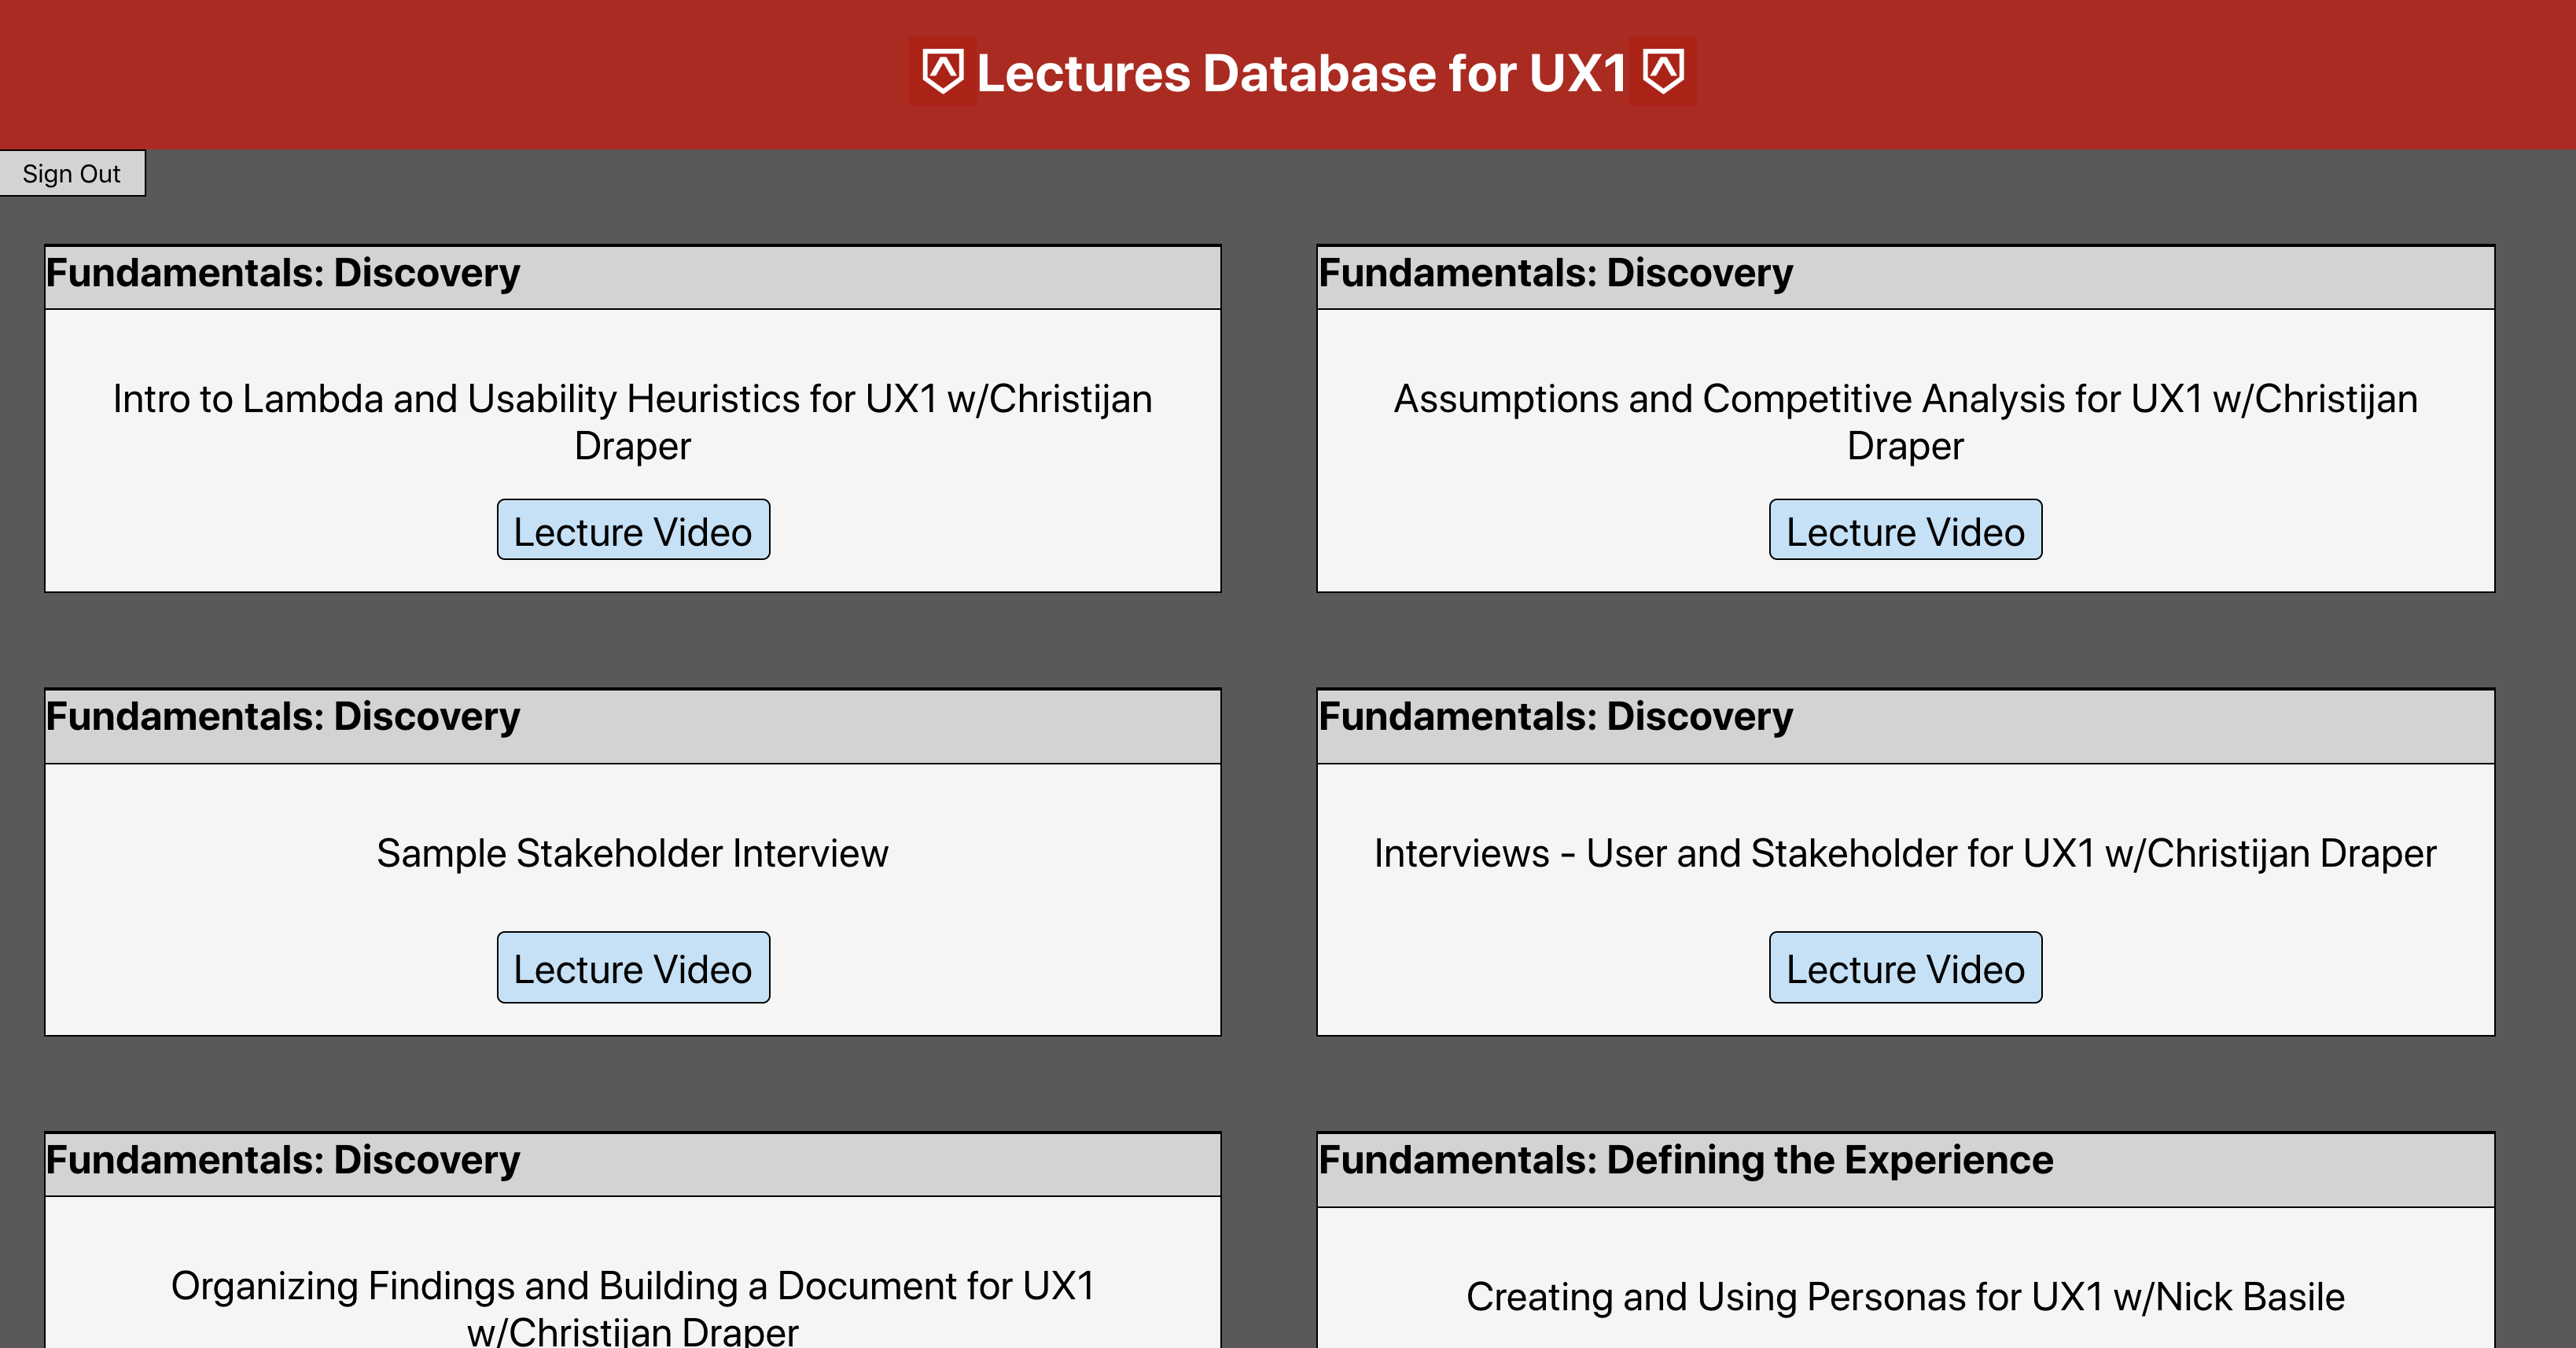 Lectures Database for UX1
Sign Out
Fundamentals: Discovery
Intro to Lambda and Usability Heuristics for UX1 w/Christijan
Draper
Lecture Video
Fundamentals: Discovery
Assumptions and Competitive Analysis for UX1 w/Christijan
Draper
Lecture Video
Fundamentals: Discovery
Sample Stakeholder Interview
Lecture Video
Fundamentals: Discovery
Interviews - User and Stakeholder for UX1 w/Christijan Draper
Lecture Video
Fundamentals: Discovery
Organizing Findings and Building a Document for UX1
w/Christijan Draper
Fundamentals: Defining the Experience
Creating and Using Personas for UX1 w/Nick Basile